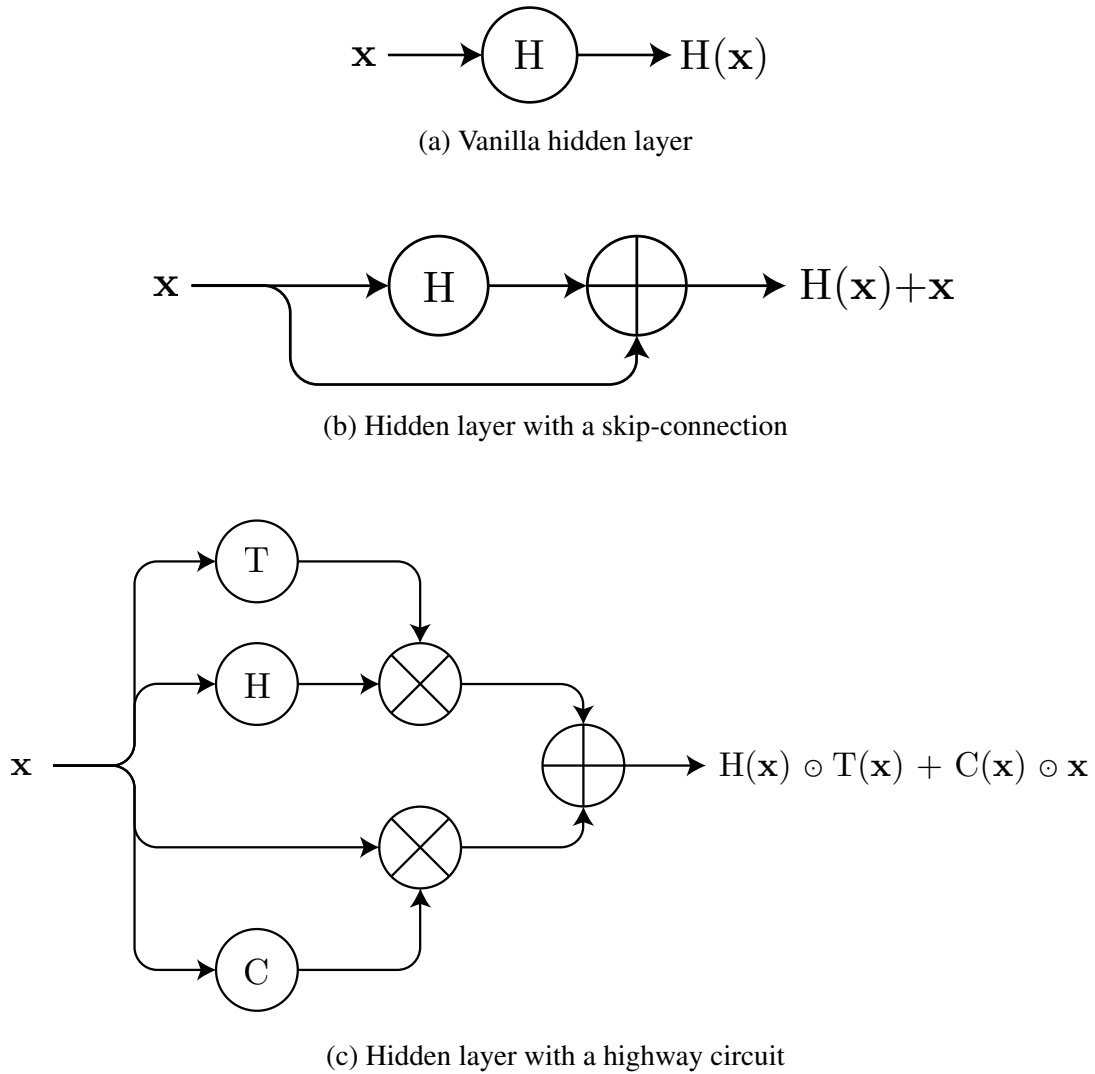 x H H(x)
(a) Vanilla hidden layer
x H H(x)+x
(b) Hidden layer with a skip-connection
T
H
x H(x) ⊙ T(x) + C(x) ⊙ x
C
(c) Hidden layer with a highway circuit